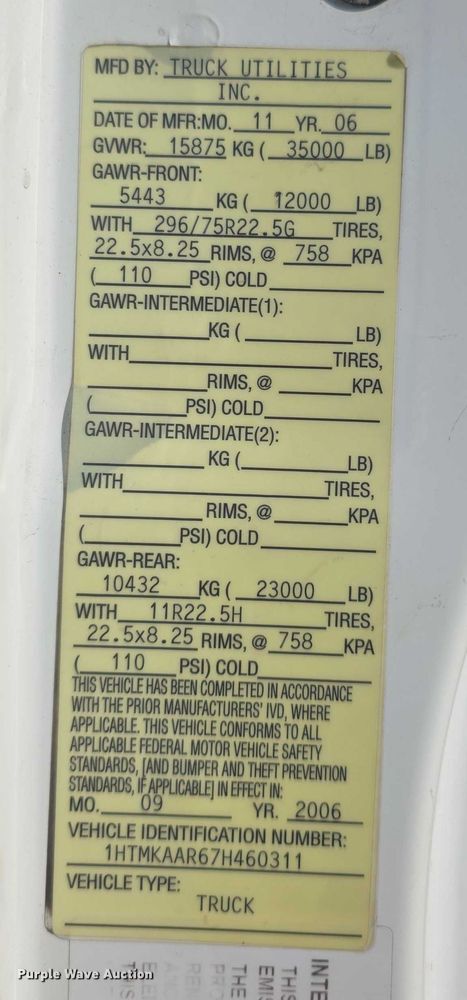 MFD BY: TRUCK UTILITIES
INC.
DATE OF MFR:MO. 11 YR. 06
GVWR: 15875 KG ( 35000 LB)
GAWR-FRONT:
5443 KG ( 12000 LB)
WITH 296/75R22.5G TIRES,
22.5x8.25 RIMS, @ 758 KPA
( 110 PSI) COLD
GAWR-INTERMEDIATE(1):
KG ( LB)
WITH TIRES,
RIMS, @ KPA
( PSI) COLD
GAWR-INTERMEDIATE(2):
KG ( LB)
WITH TIRES,
RIMS, @ KPA
( PSI) COLD
GAWR-REAR:
10432 KG ( 23000 LB)
WITH 11R22.5H TIRES,
22.5x8.25 RIMS, @ 758 KPA
( 110 PSI) COLD
THIS VEHICLE HAS BEEN COMPLETED IN ACCORDANCE
WITH THE PRIOR MANUFACTURERS' IVD, WHERE
APPLICABLE. THIS VEHICLE CONFORMS TO ALL
APPLICABLE FEDERAL MOTOR VEHICLE SAFETY
STANDARDS, [AND BUMPER AND THEFT PREVENTION
STANDARDS, IF APPLICABLE] IN EFFECT IN:
MO. 09 YR. 2006
VEHICLE IDENTIFICATION NUMBER:
1HTMKAAR67H460311
VEHICLE TYPE:
TRUCK
INTE
THIS
EMIS
THE
Purple Wave Auction